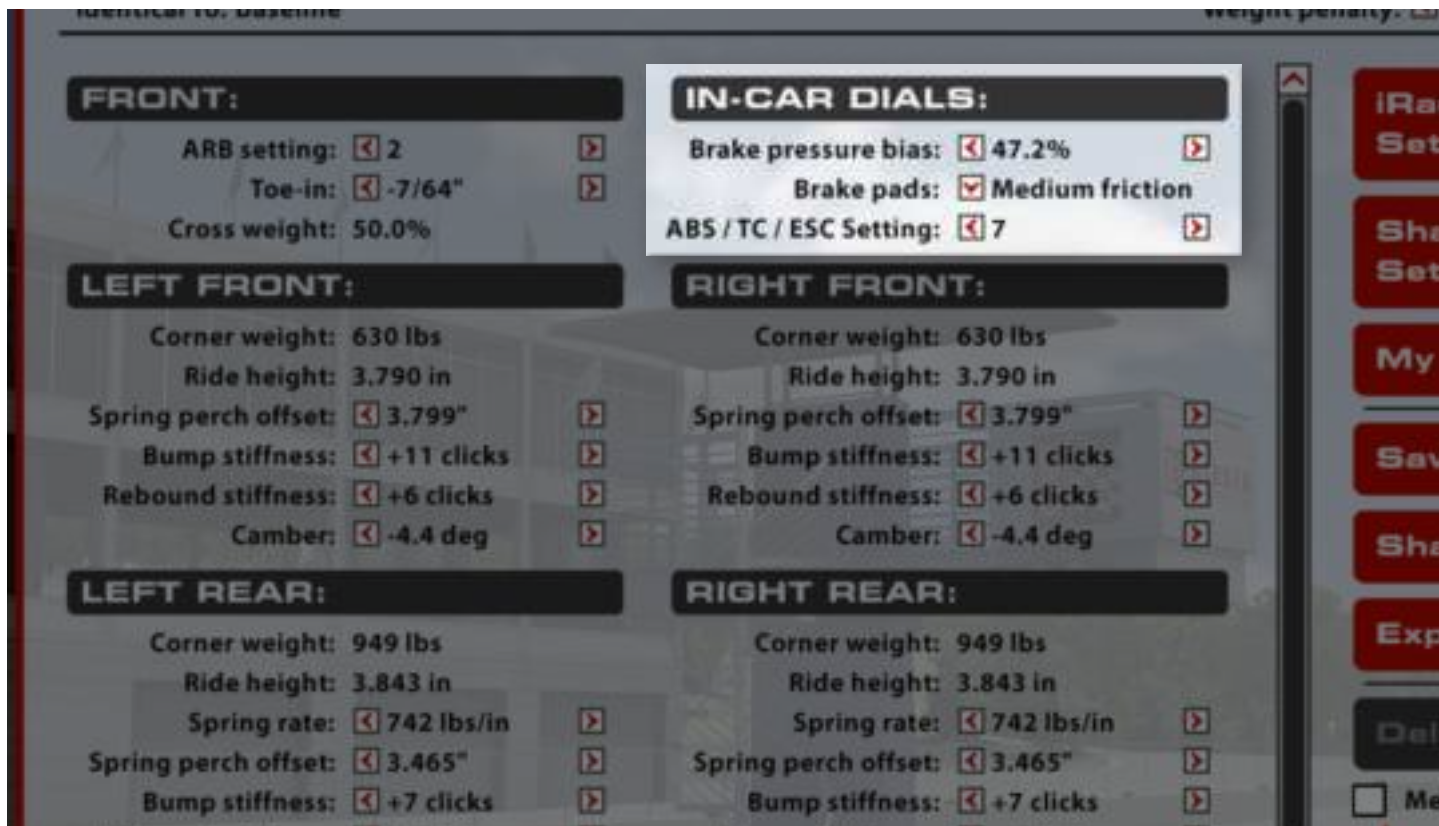 Identical to: Baseline
Weight penalty:
FRONT:
ARB setting: 2
Toe-in: -7/64"
Cross weight: 50.0%
IN-CAR DIALS:
Brake pressure bias: 47.2%
Brake pads: Medium friction
ABS / TC / ESC Setting: 7
LEFT FRONT:
Corner weight: 630 lbs
Ride height: 3.790 in
Spring perch offset: 3.799"
Bump stiffness: +11 clicks
Rebound stiffness: +6 clicks
Camber: -4.4 deg
RIGHT FRONT:
Corner weight: 630 lbs
Ride height: 3.790 in
Spring perch offset: 3.799"
Bump stiffness: +11 clicks
Rebound stiffness: +6 clicks
Camber: -4.4 deg
LEFT REAR:
Corner weight: 949 lbs
Ride height: 3.843 in
Spring rate: 742 lbs/in
Spring perch offset: 3.465"
Bump stiffness: +7 clicks
RIGHT REAR:
Corner weight: 949 lbs
Ride height: 3.843 in
Spring rate: 742 lbs/in
Spring perch offset: 3.465"
Bump stiffness: +7 clicks
My